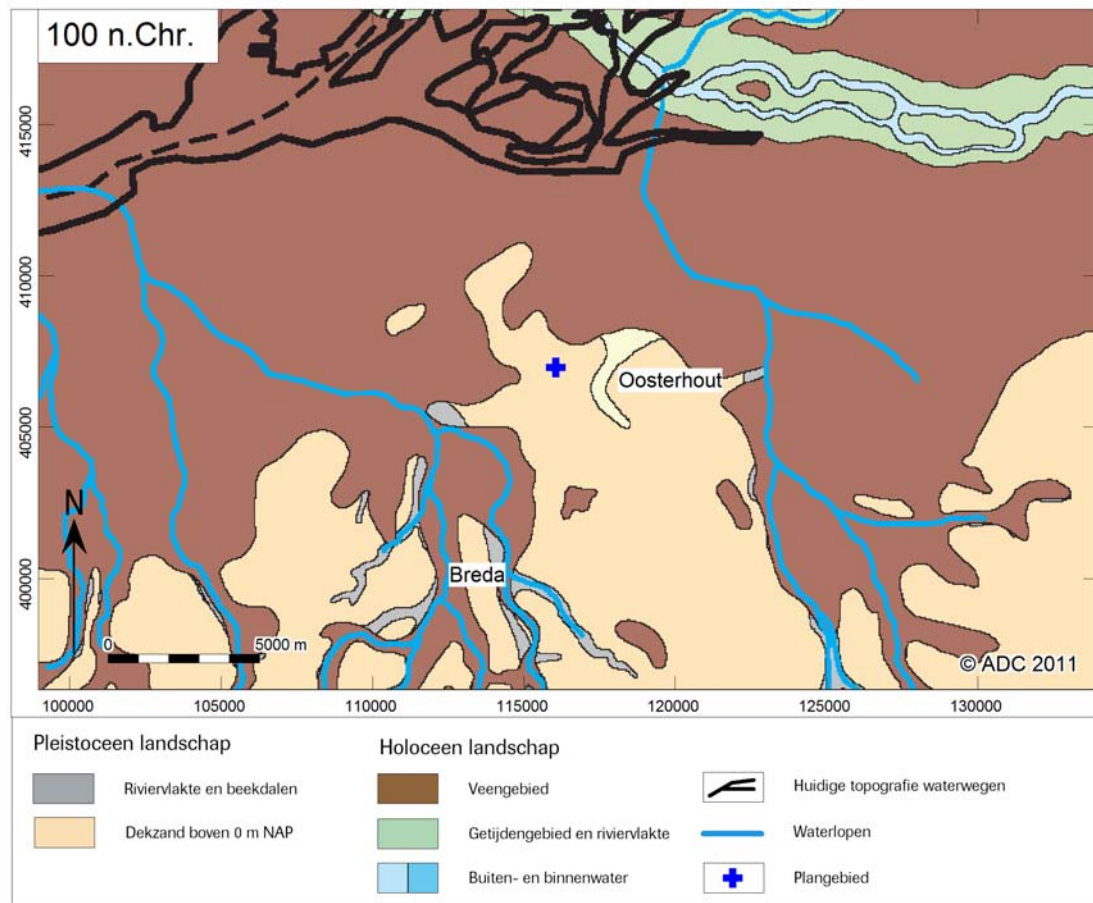 100 n.Chr.
415000
410000
405000
400000
Oosterhout
Breda
N
0 5000 m
© ADC 2011
100000 105000 110000 115000 120000 125000 130000
Pleistoceen landschap
Riviervlakte en beekdalen
Dekzand boven 0 m NAP
Holoceen landschap
Veengebied
Getijdengebied en riviervlakte
Buiten- en binnenwater
Huidige topografie waterwegen
Waterlopen
Plangebied